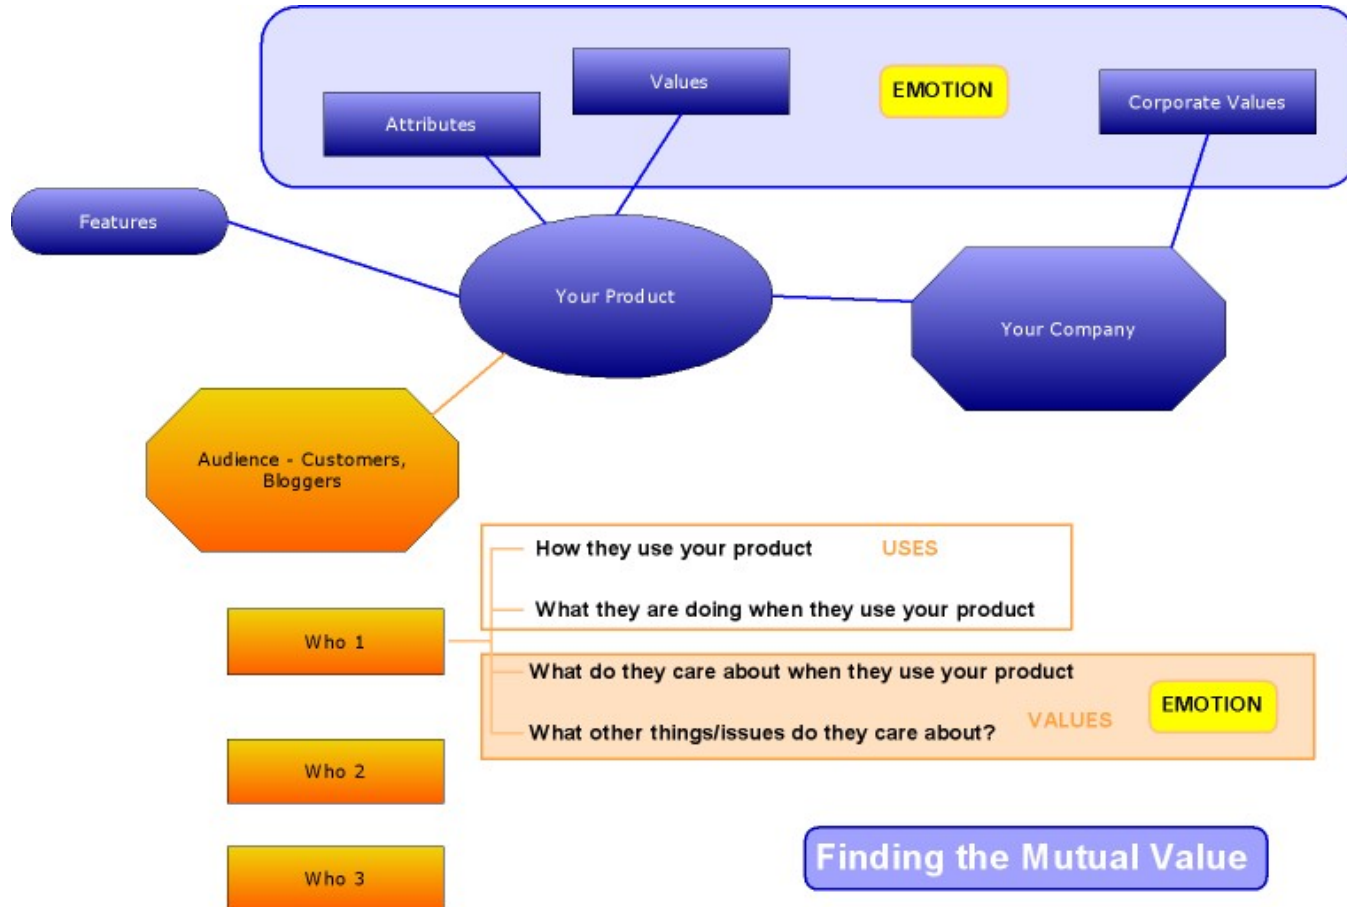 Values
EMOTION
Corporate Values
Attributes
Features
Your Product
Your Company
Audience - Customers,
Bloggers
How they use your product
USES
What they are doing when they use your product
Who 1
What do they care about when they use your product
EMOTION
VALUES
What other things/issues do they care about?
Who 2
Finding the Mutual Value
Who 3